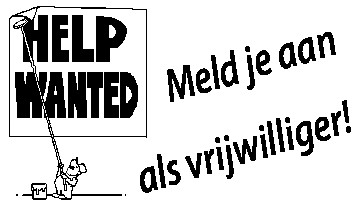 HELP
WANTED
Meld je aan
als vrijwilliger!